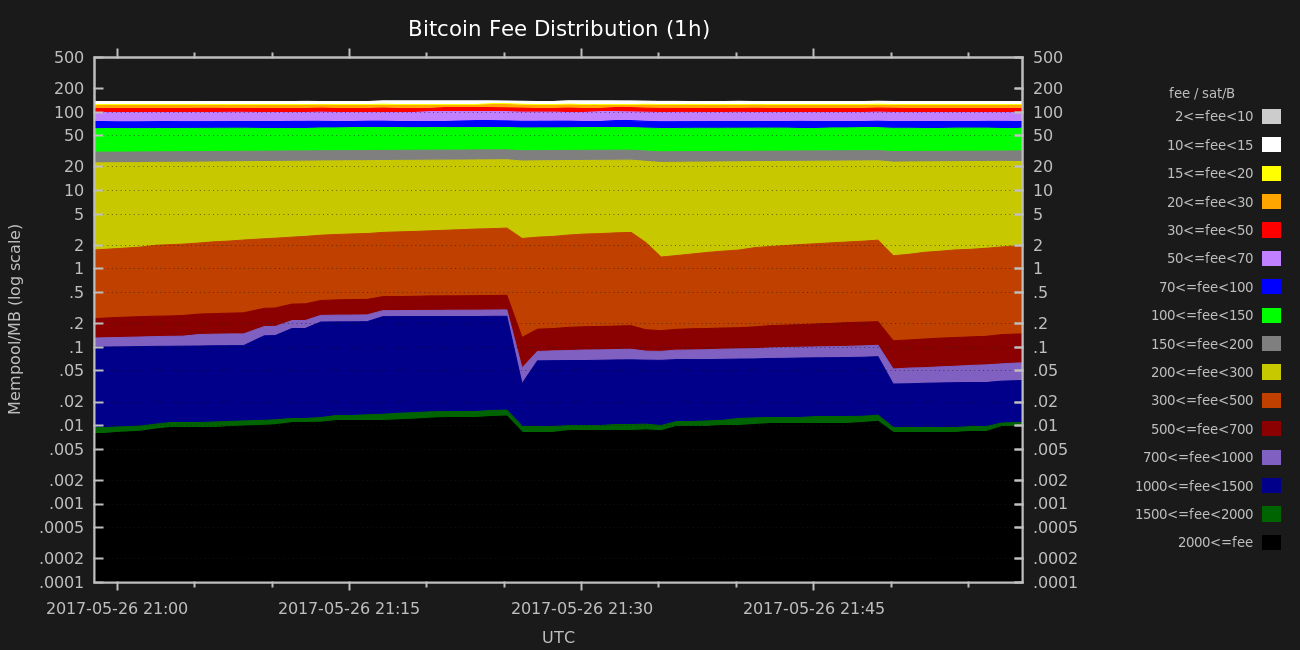 Bitcoin Fee Distribution (1h)
500
200
100
50
20
10
5
2
1
.5
.2
.1
.05
.02
.01
.005
.002
.001
.0005
.0002
.0001
Mempool/MB (log scale)
500
200
100
50
20
10
5
2
1
.5
.2
.1
.05
.02
.01
.005
.002
.001
.0005
.0002
.0001
2017-05-26 21:00
2017-05-26 21:15
2017-05-26 21:30
2017-05-26 21:45
UTC
fee / sat/B
2<=fee<10
10<=fee<15
15<=fee<20
20<=fee<30
30<=fee<50
50<=fee<70
70<=fee<100
100<=fee<150
150<=fee<200
200<=fee<300
300<=fee<500
500<=fee<700
700<=fee<1000
1000<=fee<1500
1500<=fee<2000
2000<=fee